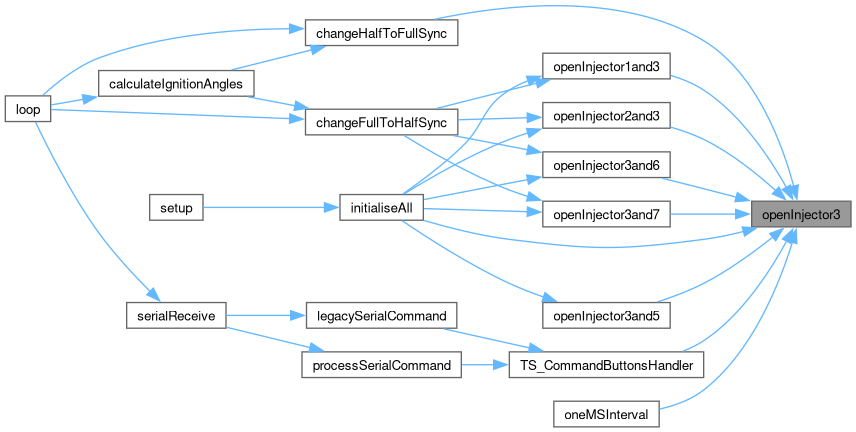 changeHalfToFullSync
openInjector1and3
calculateIgnitionAngles
loop
openInjector2and3
changeFullToHalfSync
openInjector3and6
setup
initialiseAll
openInjector3and7
openInjector3
serialReceive
legacySerialCommand
openInjector3and5
processSerialCommand
TS_CommandButtonsHandler
oneMSInterval